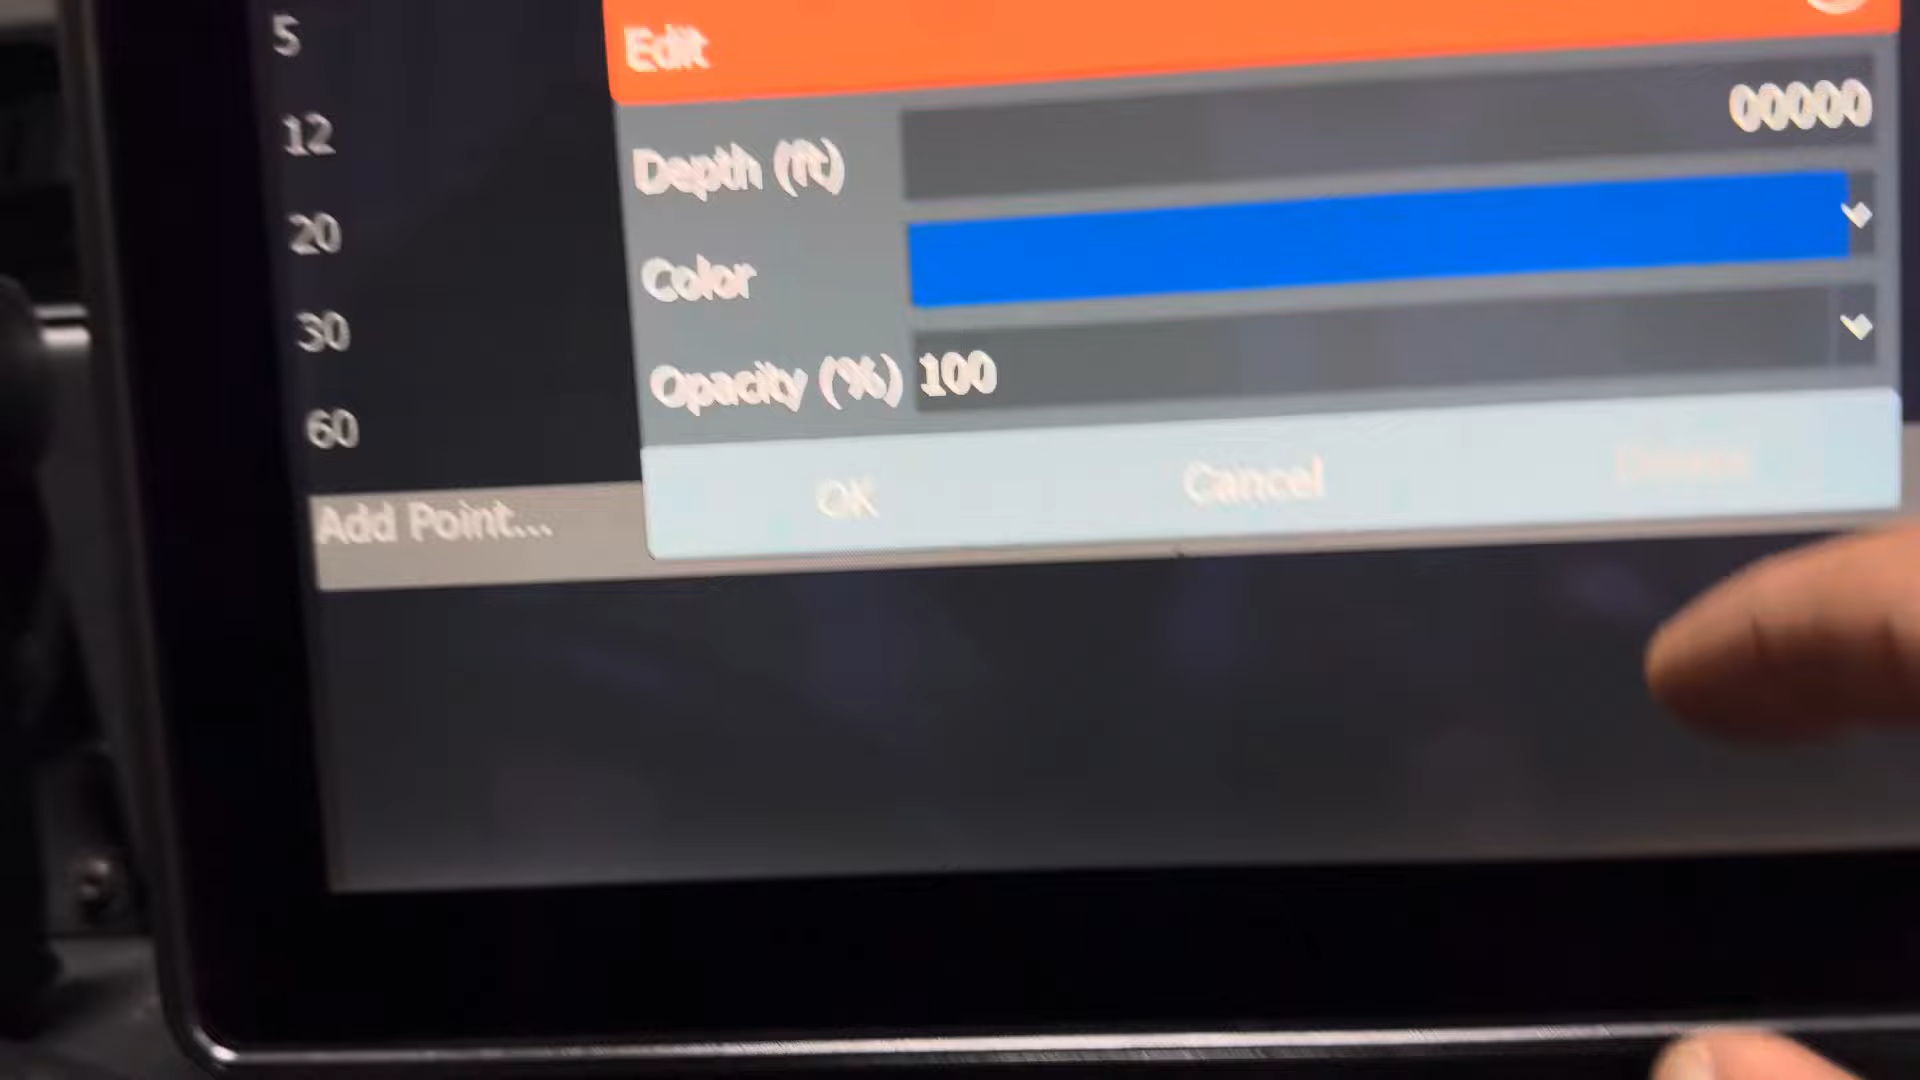 5
12
20
30
60
Add Point...
Edit
Depth (ft) 00000
Color
Opacity (%) 100
OK Cancel